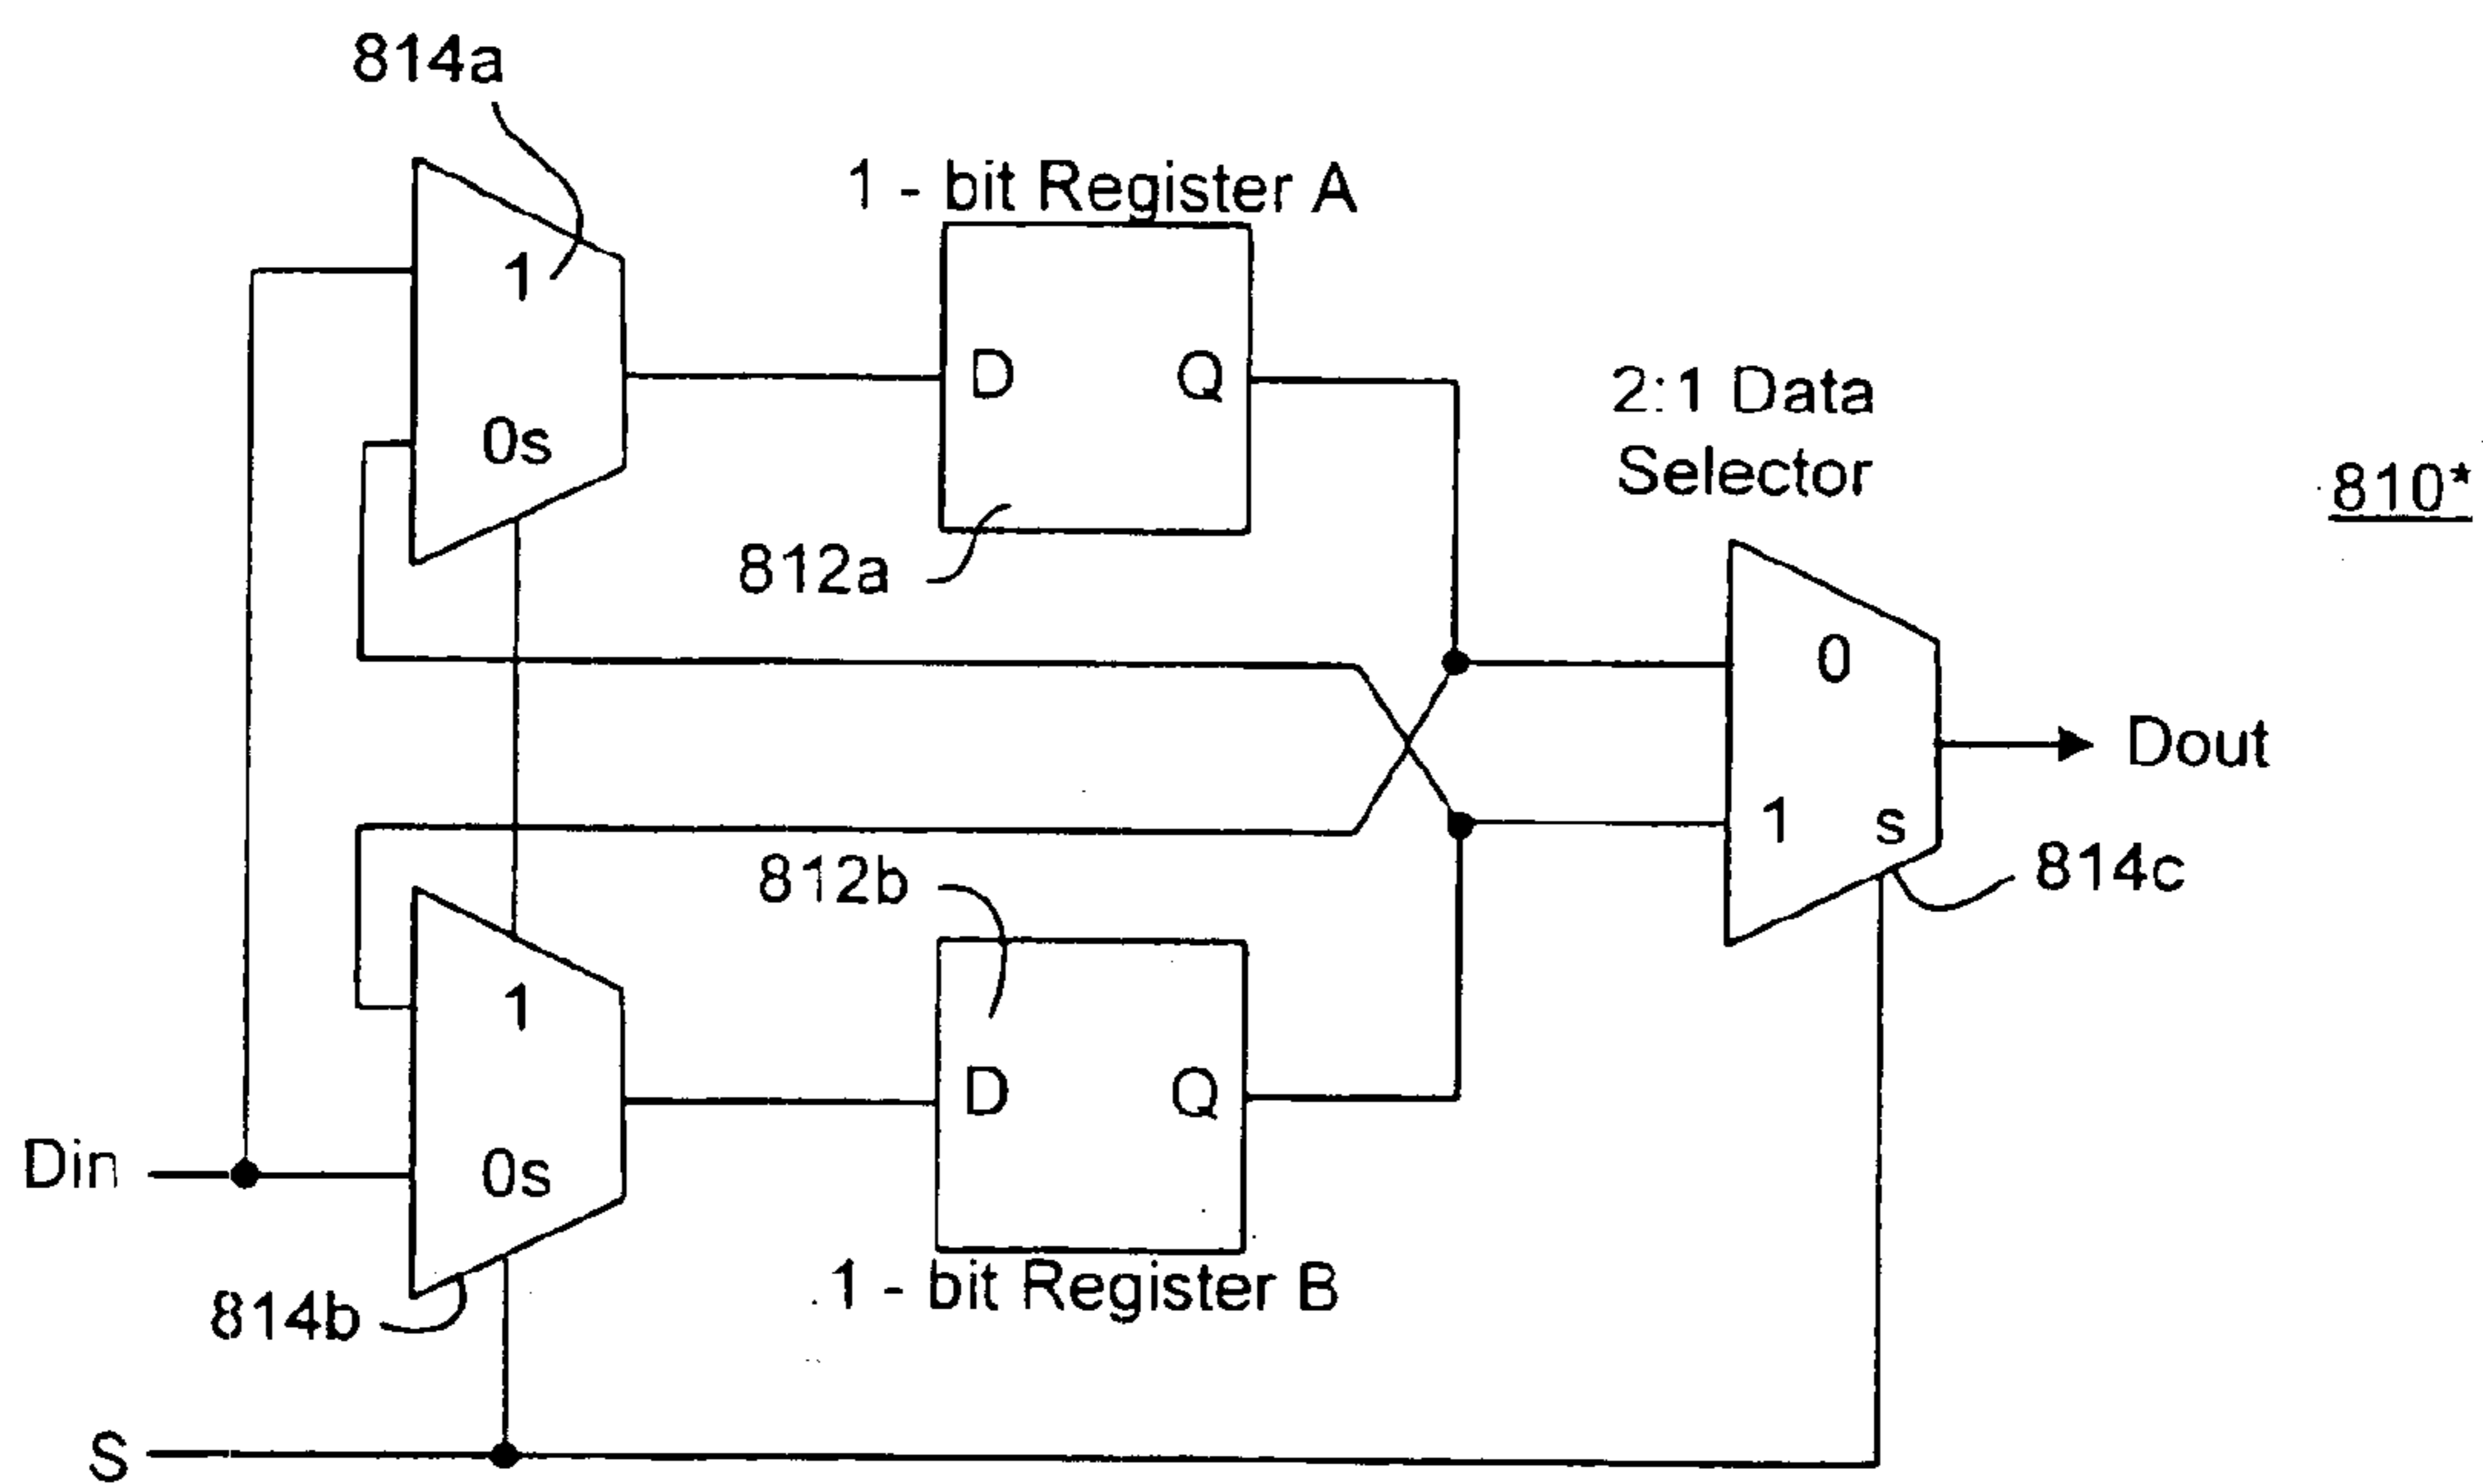 814a
1 - bit Register A
1
D
Q
0s
812a
2:1 Data
Selector
810*
0
Dout
1
s
814c
812b
1
D
Q
Din
0s
1 - bit Register B
814b
S